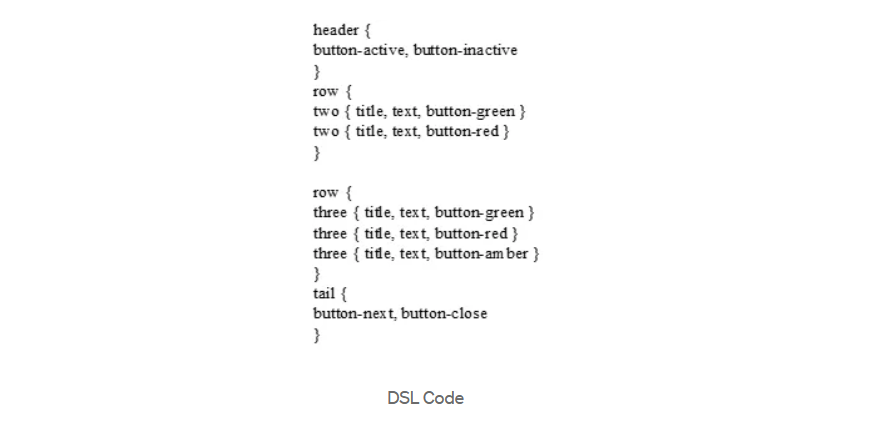 header {
button-active, button-inactive
}
row {
two { title, text, button-green }
two { title, text, button-red }
}
row {
three { title, text, button-green }
three { title, text, button-red }
three { title, text, button-amber }
}
tail {
button-next, button-close
}
DSL Code